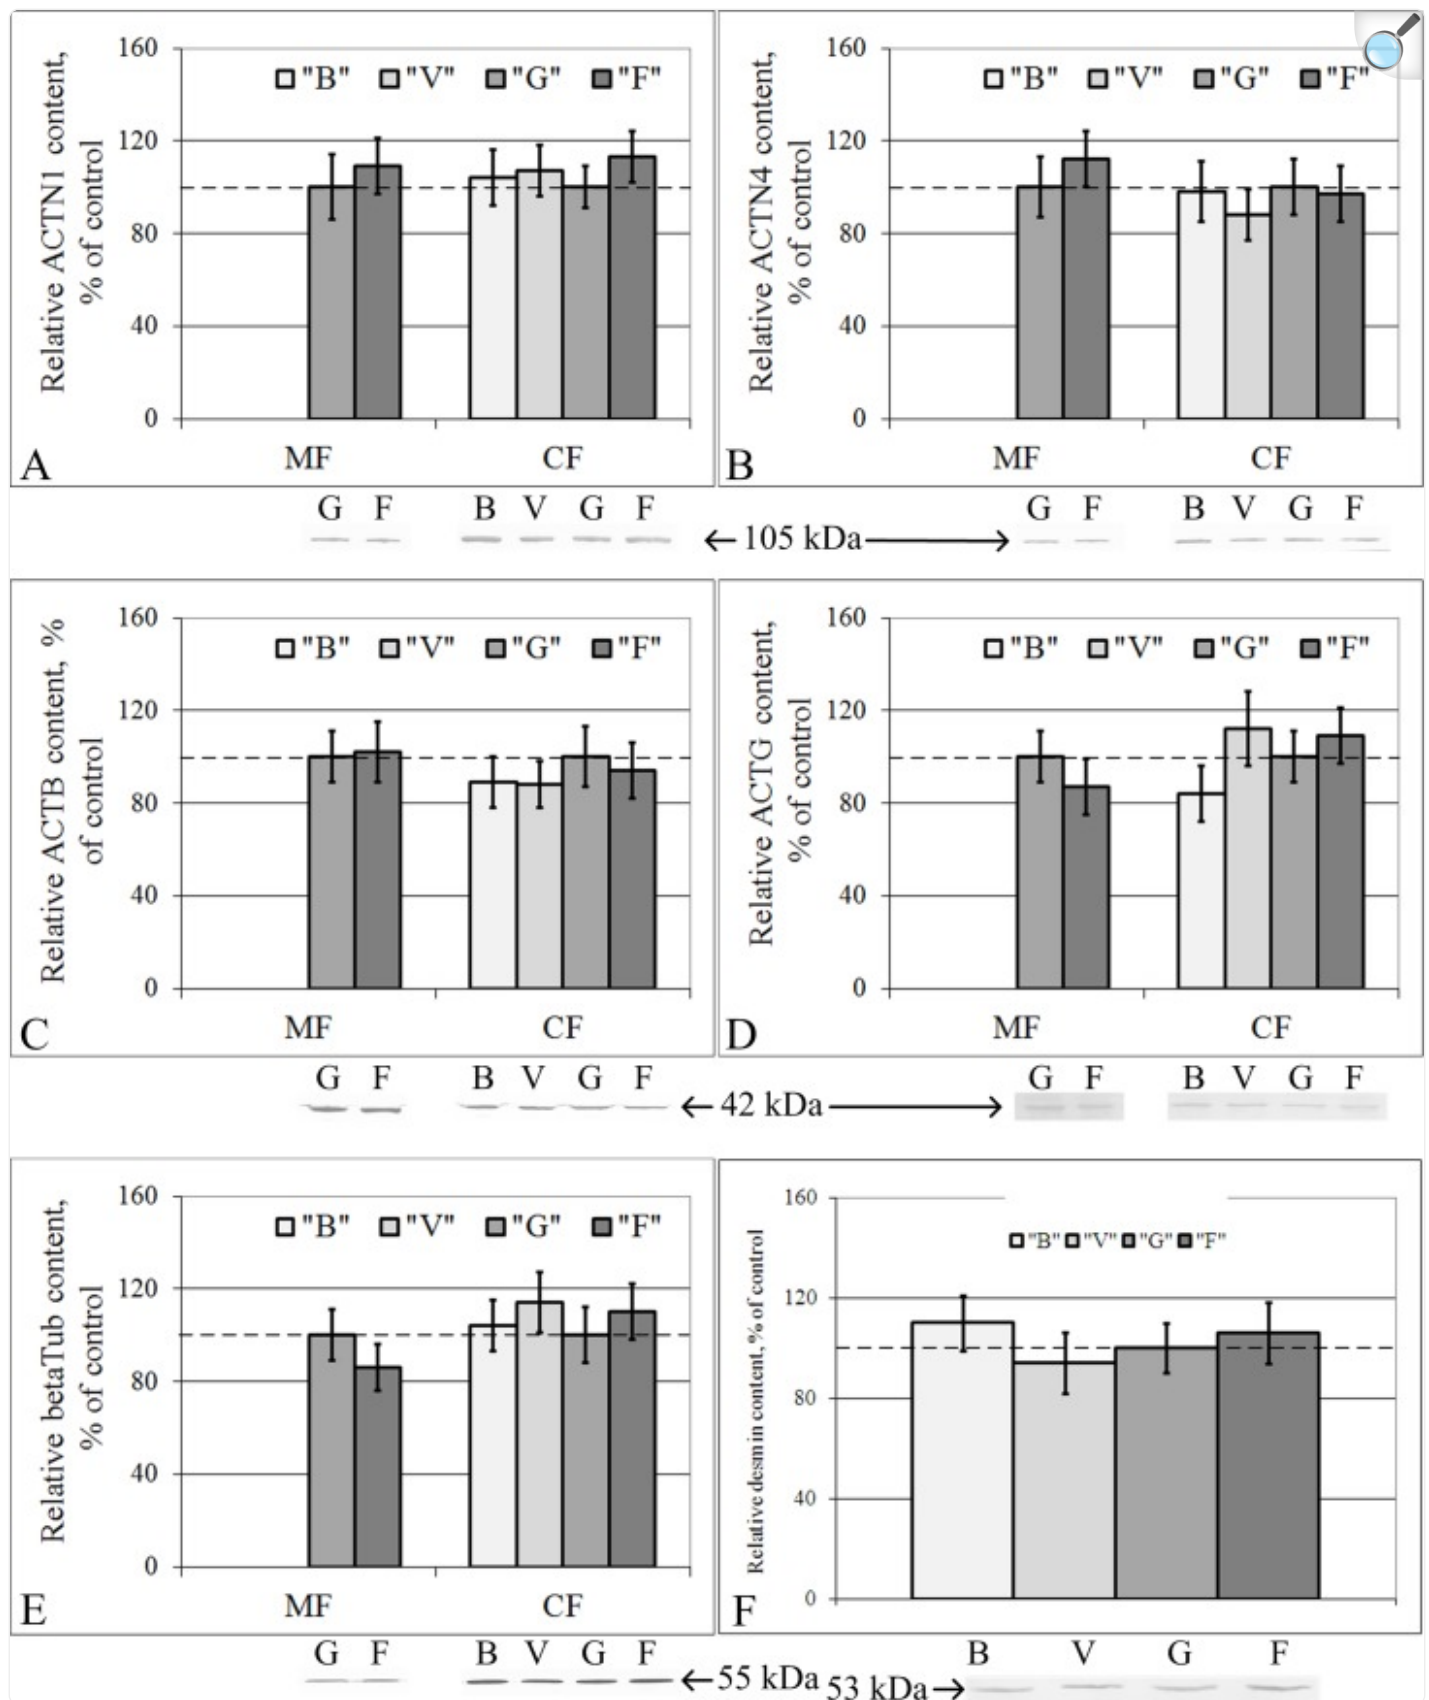 Relative ACTN1 content,
% of control
160
120
80
40
0
"B" "V" "G" "F"
MF CF
A
Relative ACTN4 content,
% of control
160
120
80
40
0
"B" "V" "G" "F"
MF CF
B
G F B V G F
105 kDa
G F B V G F
Relative ACTB content, %
of control
160
120
80
40
0
"B" "V" "G" "F"
MF CF
C
Relative ACTG content,
% of control
160
120
80
40
0
"B" "V" "G" "F"
MF CF
D
G F B V G F
42 kDa
G F B V G F
Relative betaTub content,
% of control
160
120
80
40
0
"B" "V" "G" "F"
MF CF
E
Relative desmin content, % of control
160
120
80
40
0
"B" "V" "G" "F"
F
G F B V G F
55 kDa
B V G F
53 kDa